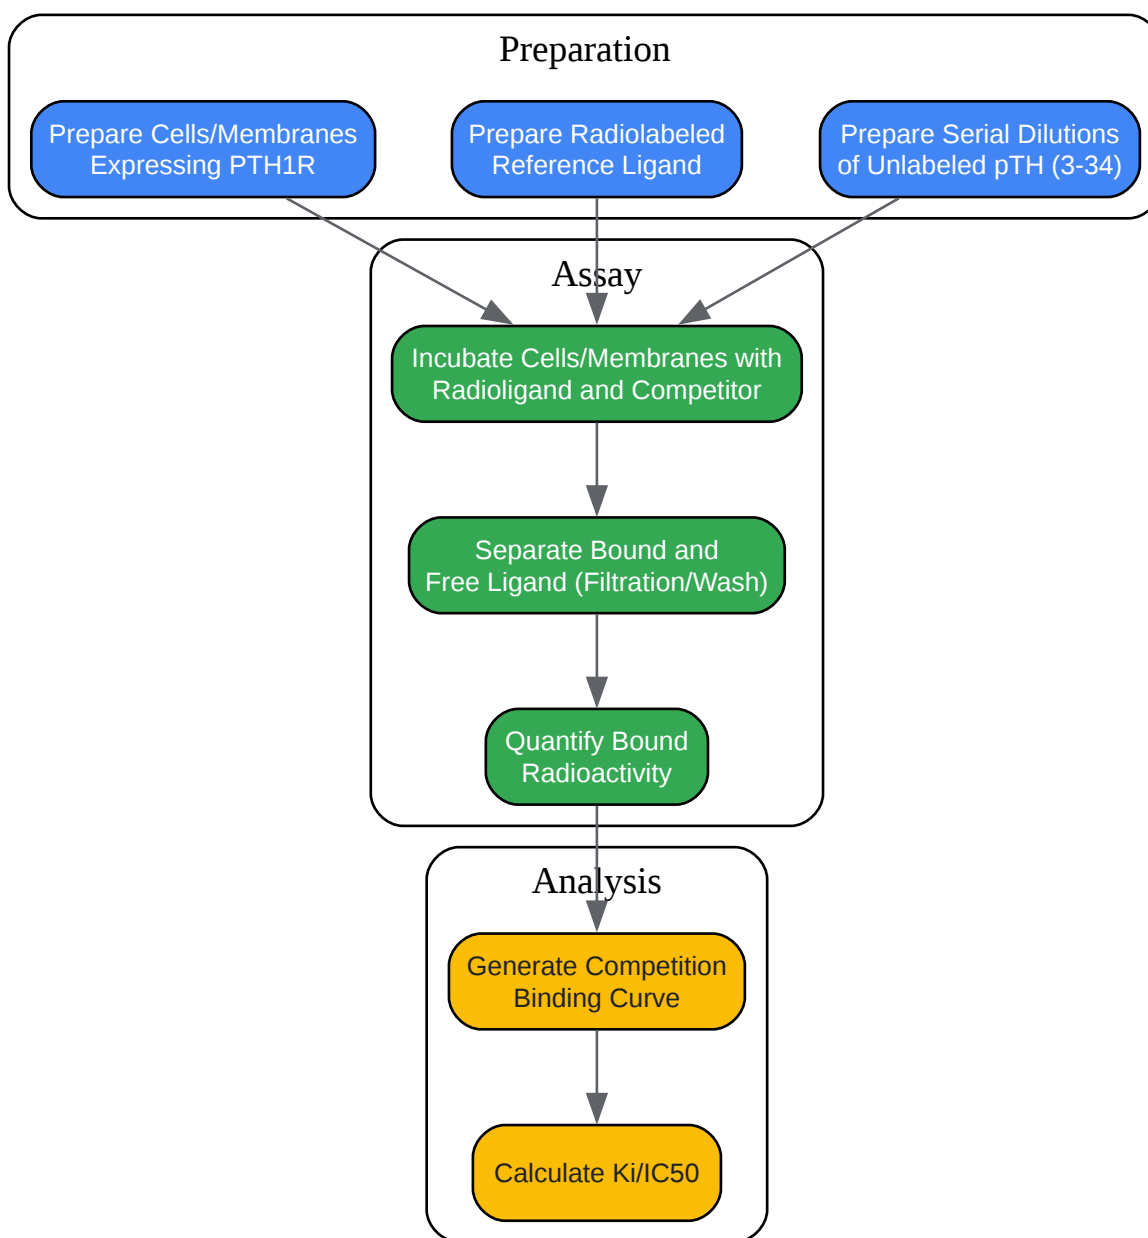 Preparation
Prepare Cells/Membranes
Expressing PTH1R
Prepare Radiolabeled
Reference Ligand
Prepare Serial Dilutions
of Unlabeled pTH (3-34)
Assay
Incubate Cells/Membranes with
Radioligand and Competitor
Separate Bound and
Free Ligand (Filtration/Wash)
Quantify Bound
Radioactivity
Analysis
Generate Competition
Binding Curve
Calculate Ki/IC50